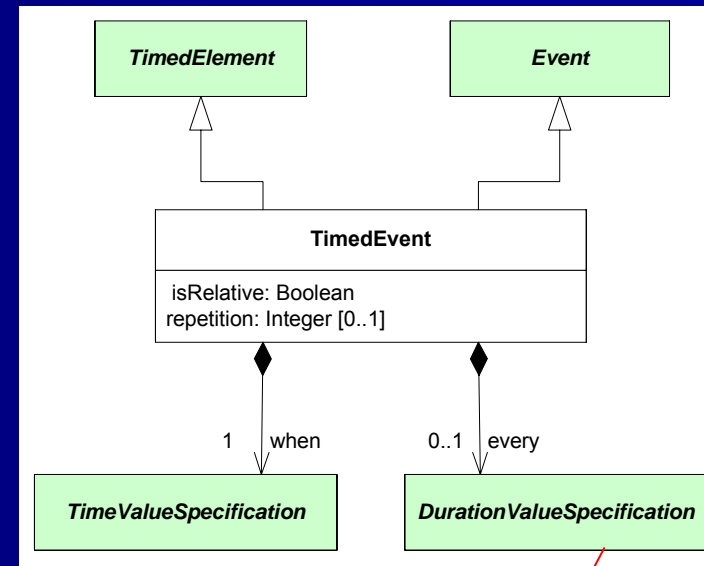 TimedElement
Event
TimedEvent
isRelative: Boolean
repetition: Integer [0..1]
1 when
0..1 every
TimeValueSpecification
DurationValueSpecification